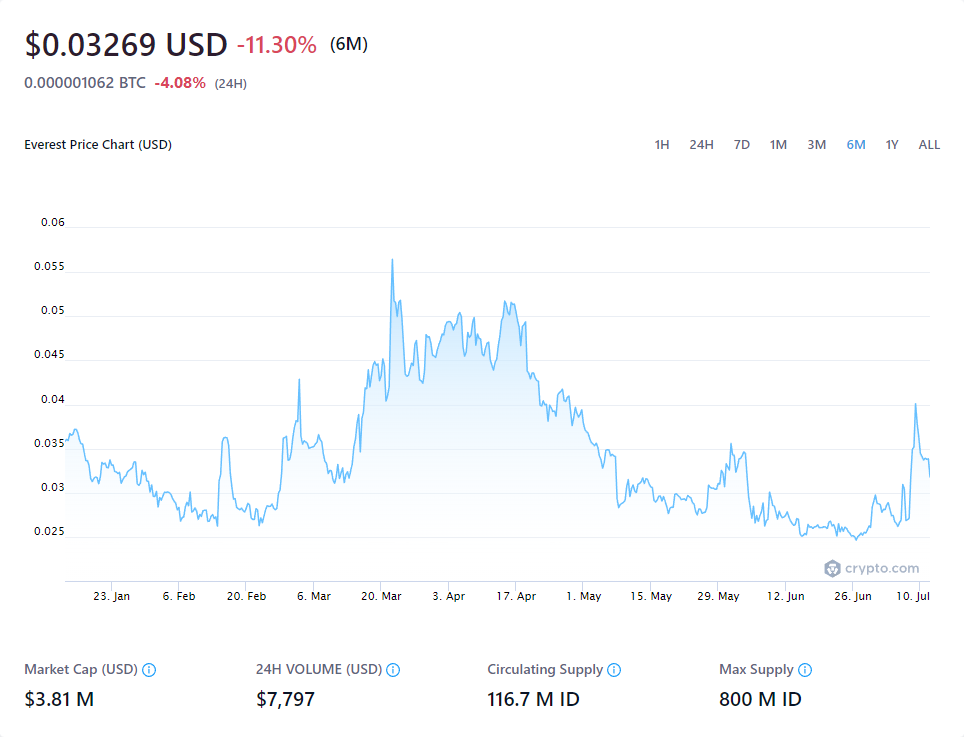 $0.03269 USD -11.30% (6M)
0.000001062 BTC -4.08% (24H)
Everest Price Chart (USD)
1H 24H 7D 1M 3M 6M 1Y ALL
0.06
0.055
0.05
0.045
0.04
0.035
0.03
0.025
crypto.com
23. Jan 6. Feb 20. Feb 6. Mar 20. Mar 3. Apr 17. Apr 1. May 15. May 29. May 12. Jun 26. Jun 10. Jul
Market Cap (USD) 24H VOLUME (USD) Circulating Supply Max Supply
$3.81 M $7,797 116.7 M ID 800 M ID